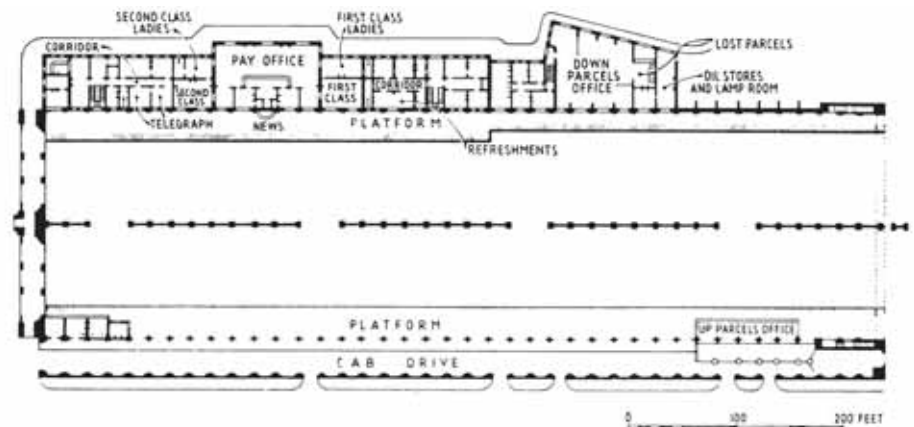 SECOND CLASS
LADIES
FIRST CLASS
LADIES
CORRIDOR
PAY OFFICE
LOST PARCELS
DOWN
PARCELS
OFFICE
OIL STORES
AND LAMP ROOM
SECOND
CLASS
FIRST
CLASS
CORRIDOR
TELEGRAPH
NEWS
PLATFORM
REFRESHMENTS
PLATFORM
UP PARCELS OFFICE
CAB DRIVE
0 100 200 FEET